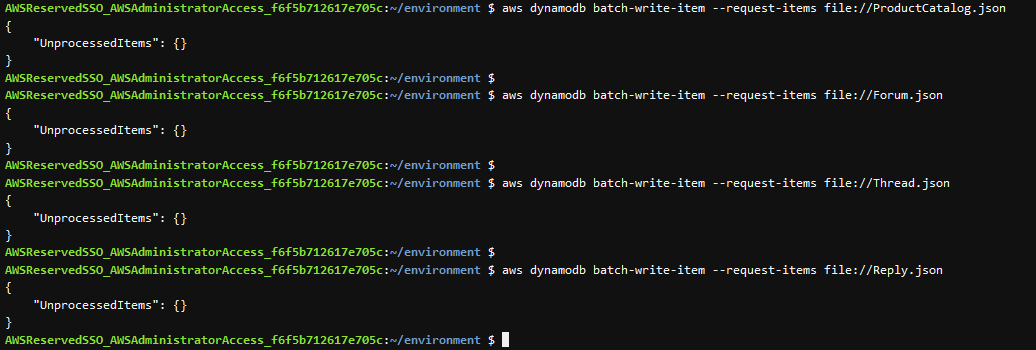 AWSReservedSSO_AWSAdministratorAccess_f6f5b712617e705c:~/environment $ aws dynamodb batch-write-item --request-items file://ProductCatalog.json
{
    "UnprocessedItems": {}
}
AWSReservedSSO_AWSAdministratorAccess_f6f5b712617e705c:~/environment $
AWSReservedSSO_AWSAdministratorAccess_f6f5b712617e705c:~/environment $ aws dynamodb batch-write-item --request-items file://Forum.json
{
    "UnprocessedItems": {}
}
AWSReservedSSO_AWSAdministratorAccess_f6f5b712617e705c:~/environment $
AWSReservedSSO_AWSAdministratorAccess_f6f5b712617e705c:~/environment $ aws dynamodb batch-write-item --request-items file://Thread.json
{
    "UnprocessedItems": {}
}
AWSReservedSSO_AWSAdministratorAccess_f6f5b712617e705c:~/environment $
AWSReservedSSO_AWSAdministratorAccess_f6f5b712617e705c:~/environment $ aws dynamodb batch-write-item --request-items file://Reply.json
{
    "UnprocessedItems": {}
}
AWSReservedSSO_AWSAdministratorAccess_f6f5b712617e705c:~/environment $